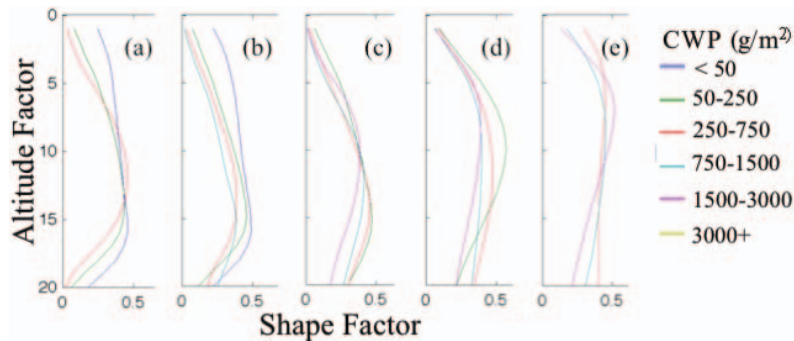 0
5
10
15
20
Altitude Factor
(a)
(b)
(c)
(d)
(e)
0 0.5
0 0.5
0 0.5
0 0.5
0 0.5
Shape Factor
CWP (g/m²)
< 50
50-250
250-750
750-1500
1500-3000
3000+